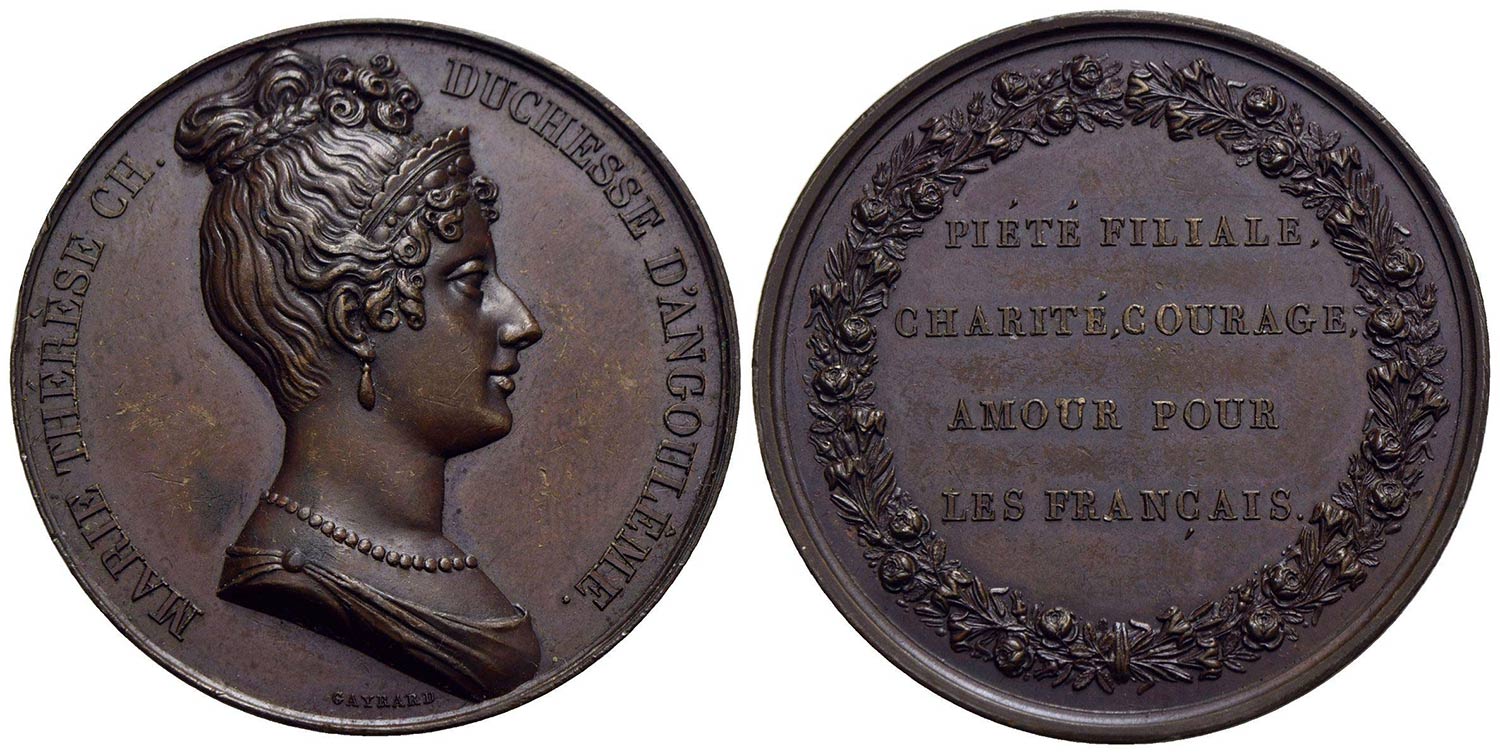 MARIE THÉRÈSE CH. DUCHESSE D'ANGOULÊME.
GAYRARD
PIÉTÉ FILIALE,
CHARITÉ, COURAGE,
AMOUR POUR
LES FRANÇAIS.